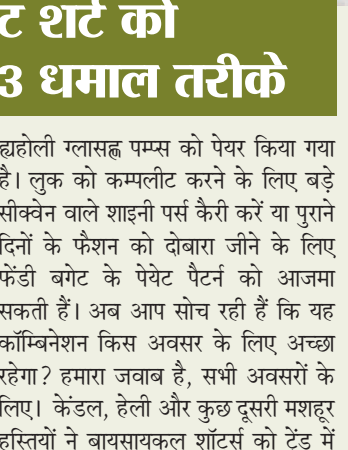 ट शर्ट को
3 धमाल तरीके
ह्यहोली ग्लासह्ण पम्प्स को पेयर किया गया
है। लुक को कम्पलीट करने के लिए बड़े
सीक्वेन वाले शाइनी पर्स कैरी करें या पुराने
दिनों के फैशन को दोबारा जीने के लिए
फेंडी बगेट के पेयेट पैटर्न को आजमा
सकती हैं। अब आप सोच रही हैं कि यह
कॉम्बिनेशन किस अवसर के लिए अच्छा
रहेगा? हमारा जवाब है, सभी अवसरों के
लिए। केंडल, हेली और कुछ दूसरी मशहूर
हस्तियों ने बायसायकल शॉटर्स को टेंड में